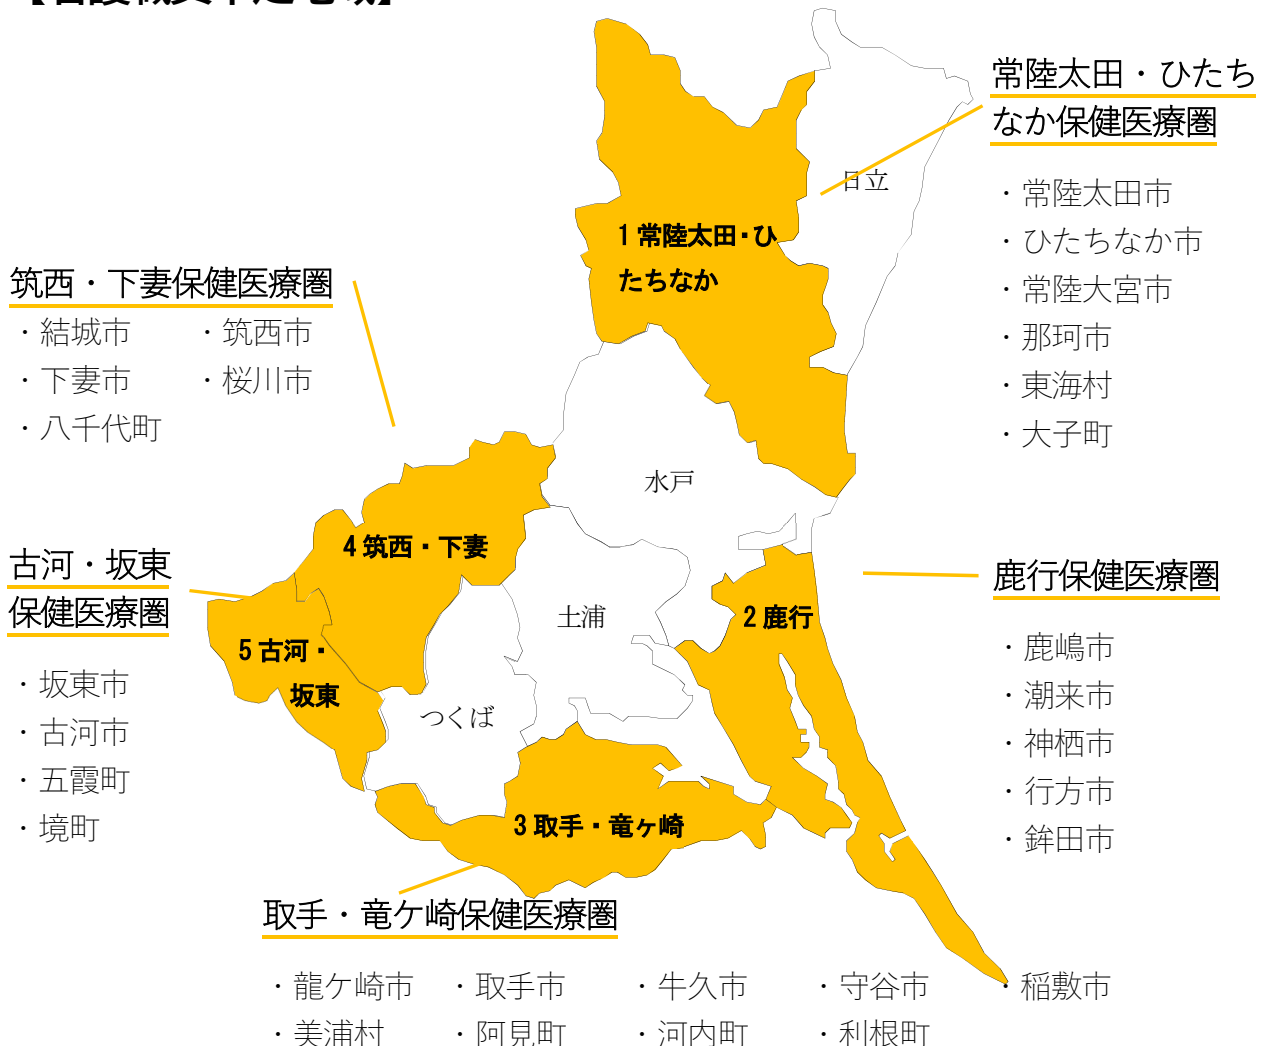 常陸太田・ひたち
なか保健医療圏
・常陸太田市
・ひたちなか市
・常陸大宮市
・那珂市
・東海村
・大子町
日立
1 常陸太田・ひ
たちなか
筑西・下妻保健医療圏
・結城市 ・筑西市
・下妻市 ・桜川市
・八千代町
水戸
4 筑西・下妻
古河・坂東
保健医療圏
・坂東市
・古河市
・五霞町
・境町
5 古河・
坂東
土浦
つくば
2 鹿行
鹿行保健医療圏
・鹿嶋市
・潮来市
・神栖市
・行方市
・鉾田市
3 取手・竜ヶ崎
取手・竜ケ崎保健医療圏
・龍ケ崎市 ・取手市 ・牛久市 ・守谷市 ・稲敷市
・美浦村 ・阿見町 ・河内町 ・利根町